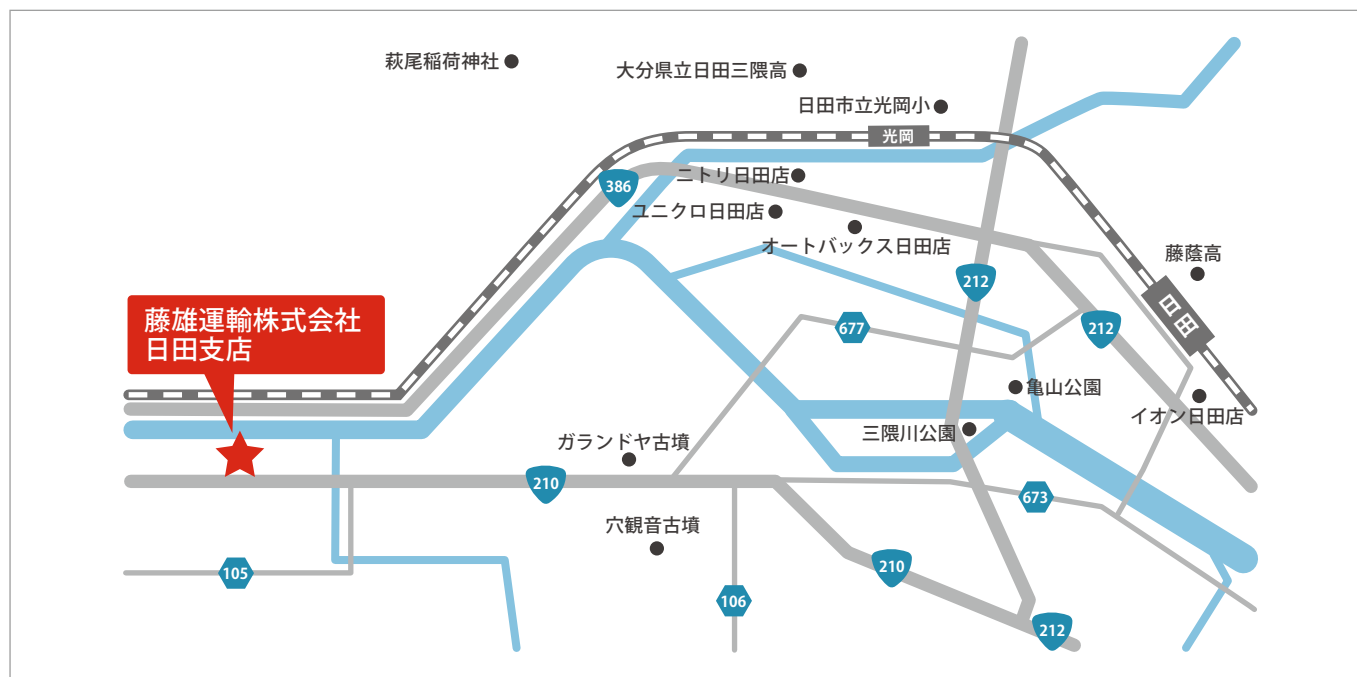 萩尾稲荷神社
大分県立日田三隈高
日田市立光岡小
光岡
ニトリ日田店
386
ユニクロ日田店
オートバックス日田店
藤蔭高
212
日田
藤雄運輸株式会社
日田支店
677
212
亀山公園
イオン日田店
三隈川公園
ガランドヤ古墳
210
673
穴観音古墳
210
105
106
212